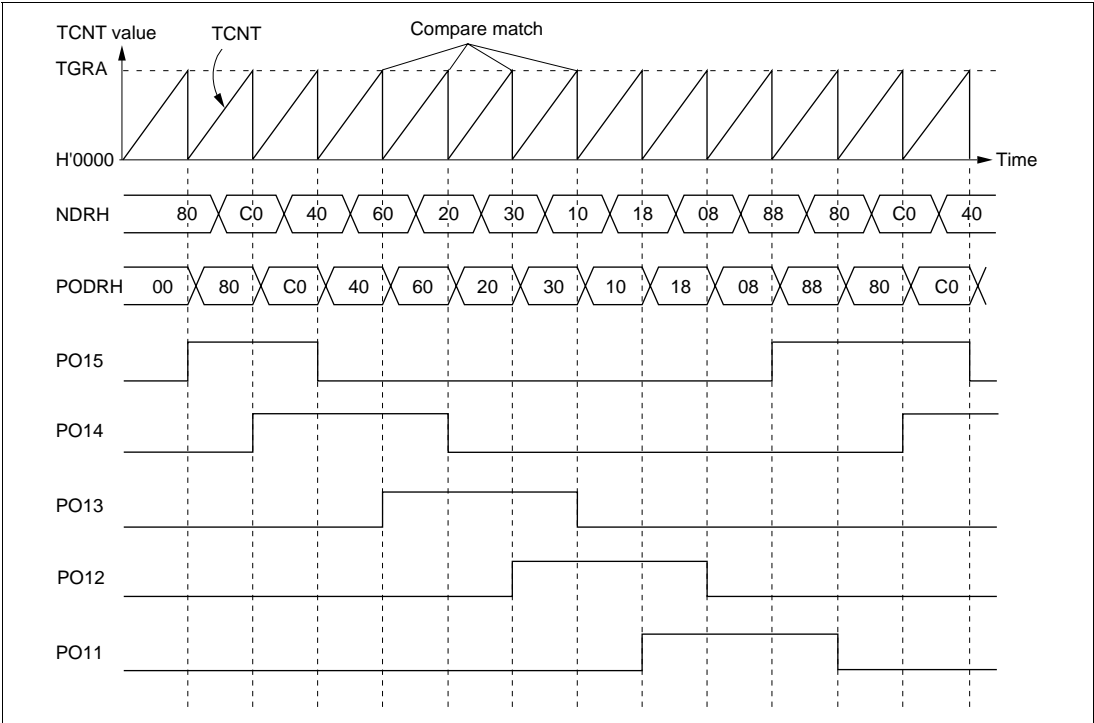 TCNT value
TCNT
Compare match
TGRA
H'0000
Time
NDRH 80 C0 40 60 20 30 10 18 08 88 80 C0 40
PODRH 00 80 C0 40 60 20 30 10 18 08 88 80 C0
PO15
PO14
PO13
PO12
PO11